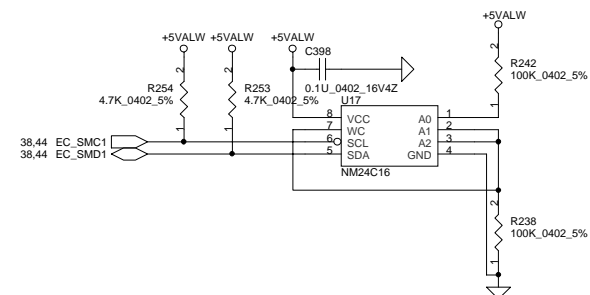 +5VALW
+5VALW +5VALW +5VALW
C398
R242
100K_0402_5%
R254
4.7K_0402_5%
R253
4.7K_0402_5%
0.1U_0402_16V4Z
U17
38,44 EC_SMC1
38,44 EC_SMD1
8 VCC A0 1
7 WC A1 2
6 SCL A2 3
5 SDA GND 4
NM24C16
R238
100K_0402_5%
2 1
2 1
2 1
2 1